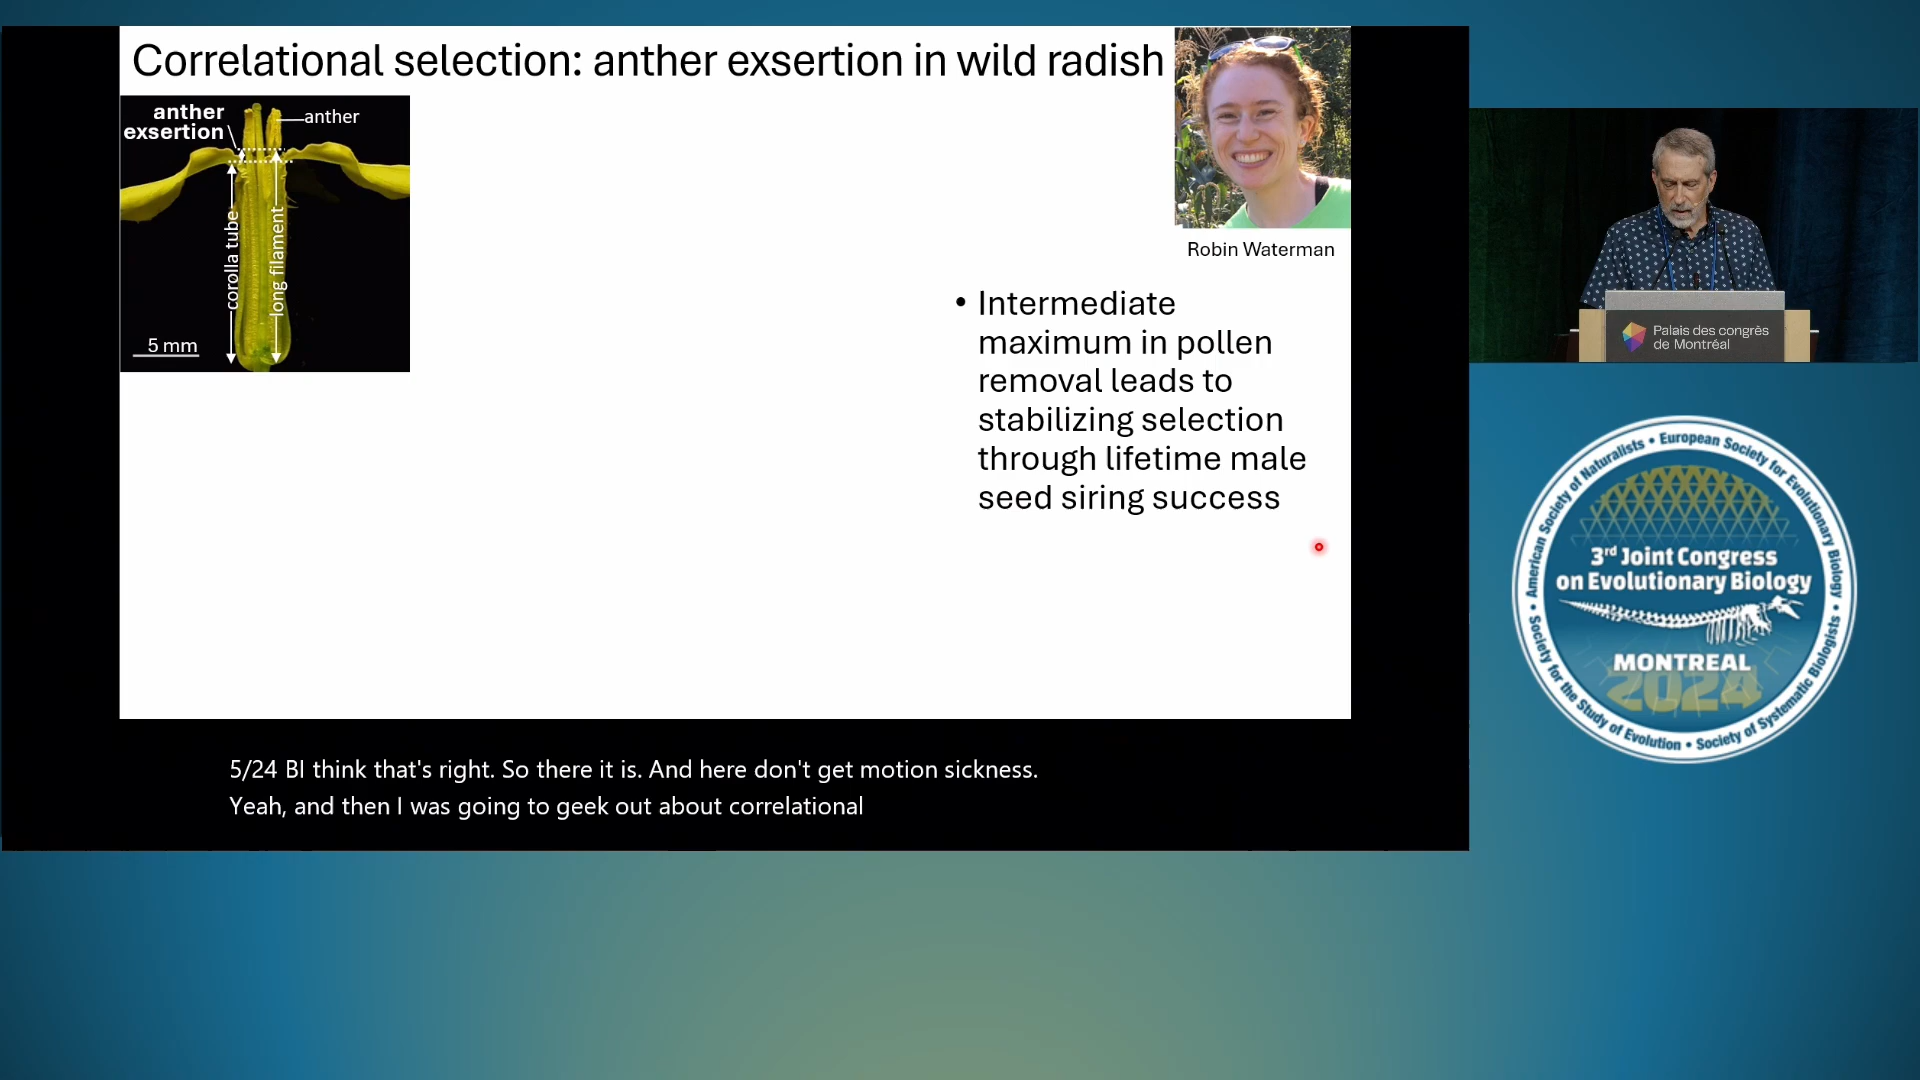 Correlational selection: anther exsertion in wild radish
anther
exsertion
anther
corolla tube
long filament
5 mm
Robin Waterman
• Intermediate
maximum in pollen
removal leads to
stabilizing selection
through lifetime male
seed siring success
5/24 BI think that's right. So there it is. And here don't get motion sickness.
Yeah, and then I was going to geek out about correlational
Palais des congrès
de Montréal
American Society of Naturalists • European Society for Evolutionary Biology •
Society for the Study of Evolution • Society of Systematic Biologists •
3rd Joint Congress
on Evolutionary Biology
MONTREAL
2024